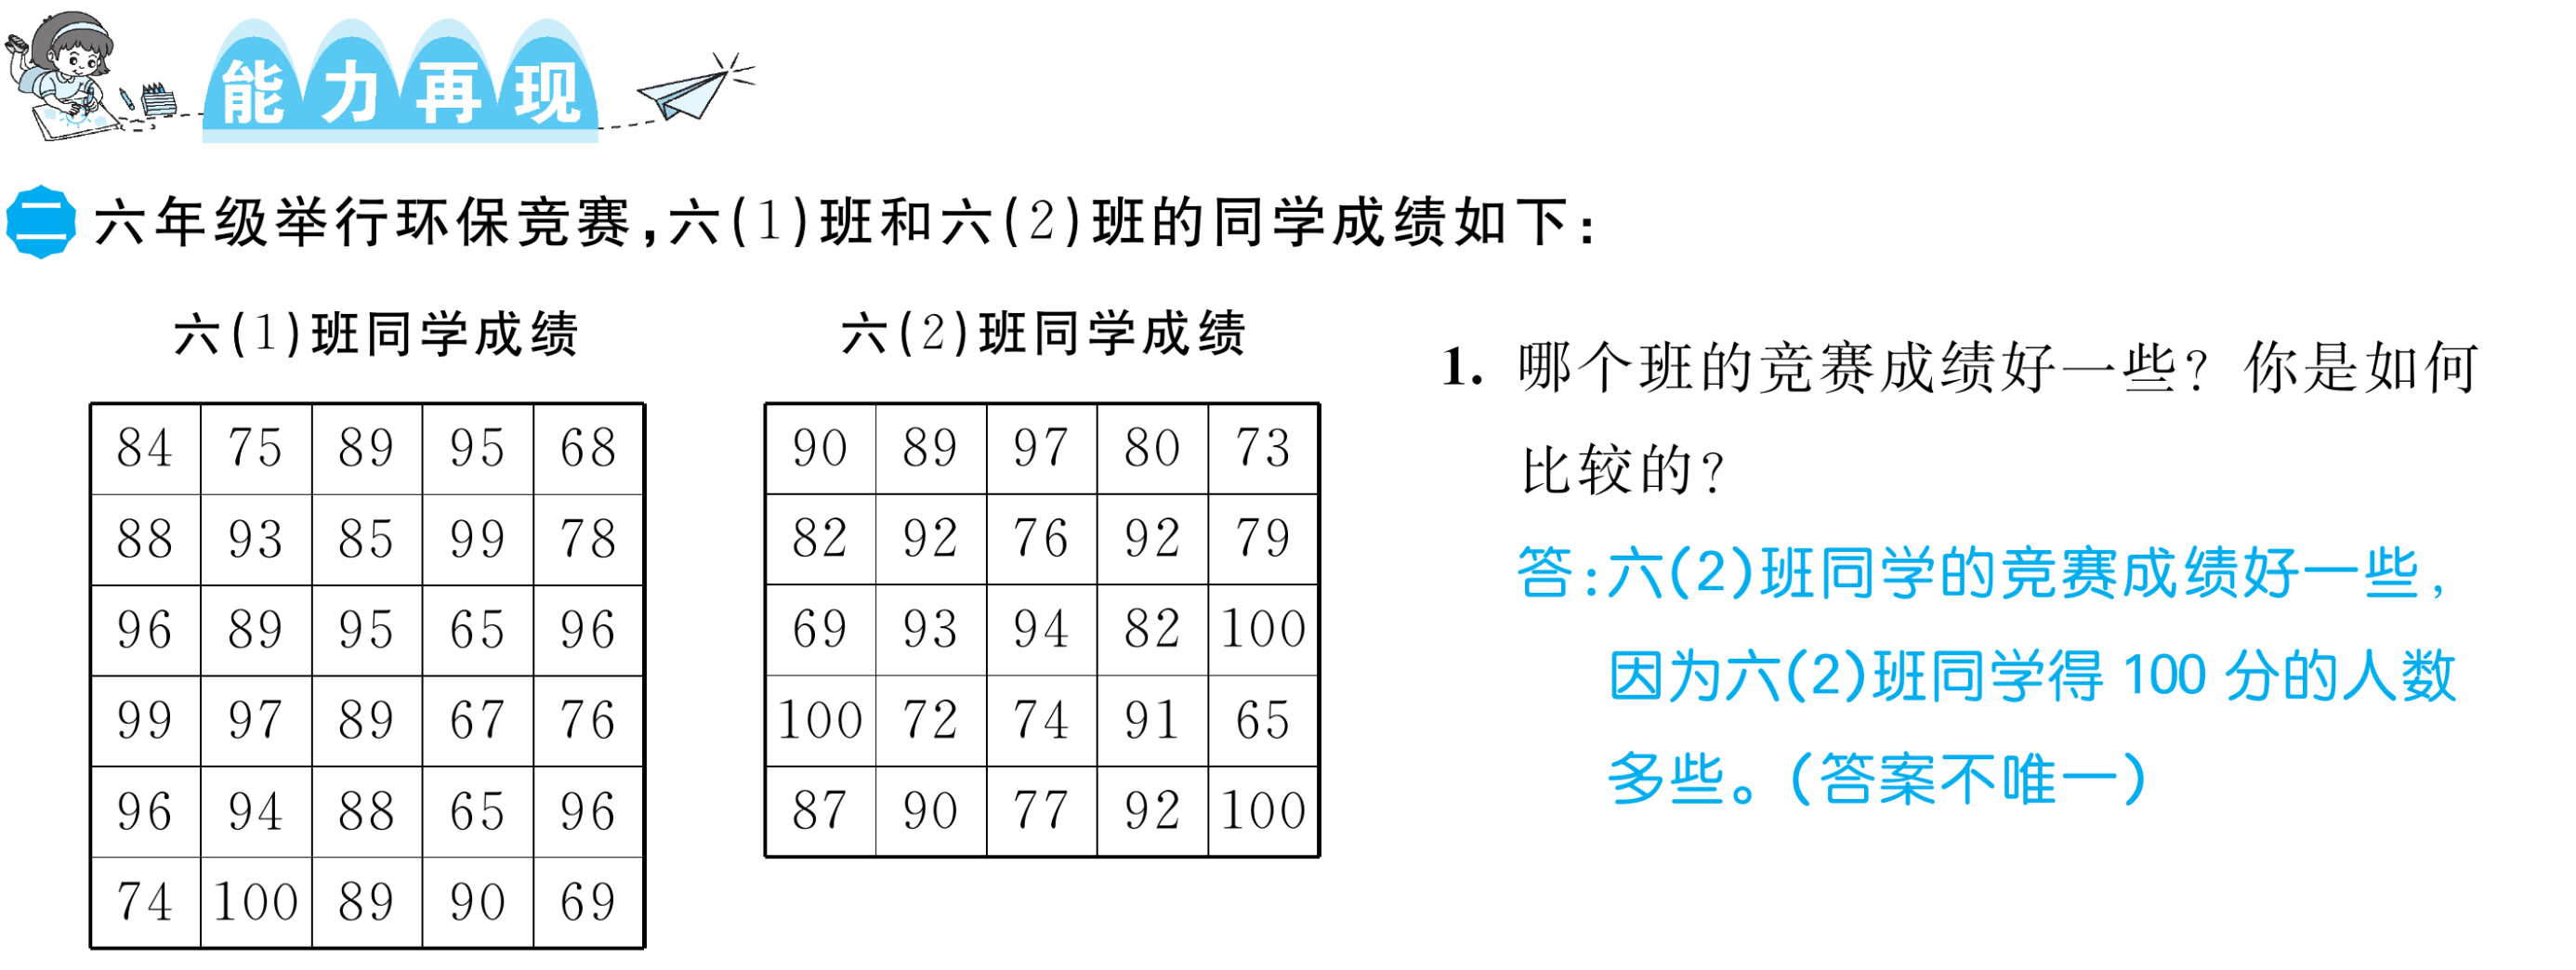 能力再现
二 六年级举行环保竞赛,六(1)班和六(2)班的同学成绩如下:
六(1)班同学成绩
84 75 89 95 68
88 93 85 99 78
96 89 95 65 96
99 97 89 67 76
96 94 88 65 96
74 100 89 90 69
六(2)班同学成绩
90 89 97 80 73
82 92 76 92 79
69 93 94 82 100
100 72 74 91 65
87 90 77 92 100
1. 哪个班的竞赛成绩好一些? 你是如何
比较的?
答:六(2)班同学的竞赛成绩好一些,
因为六(2)班同学得 100 分的人数
多些。(答案不唯一)